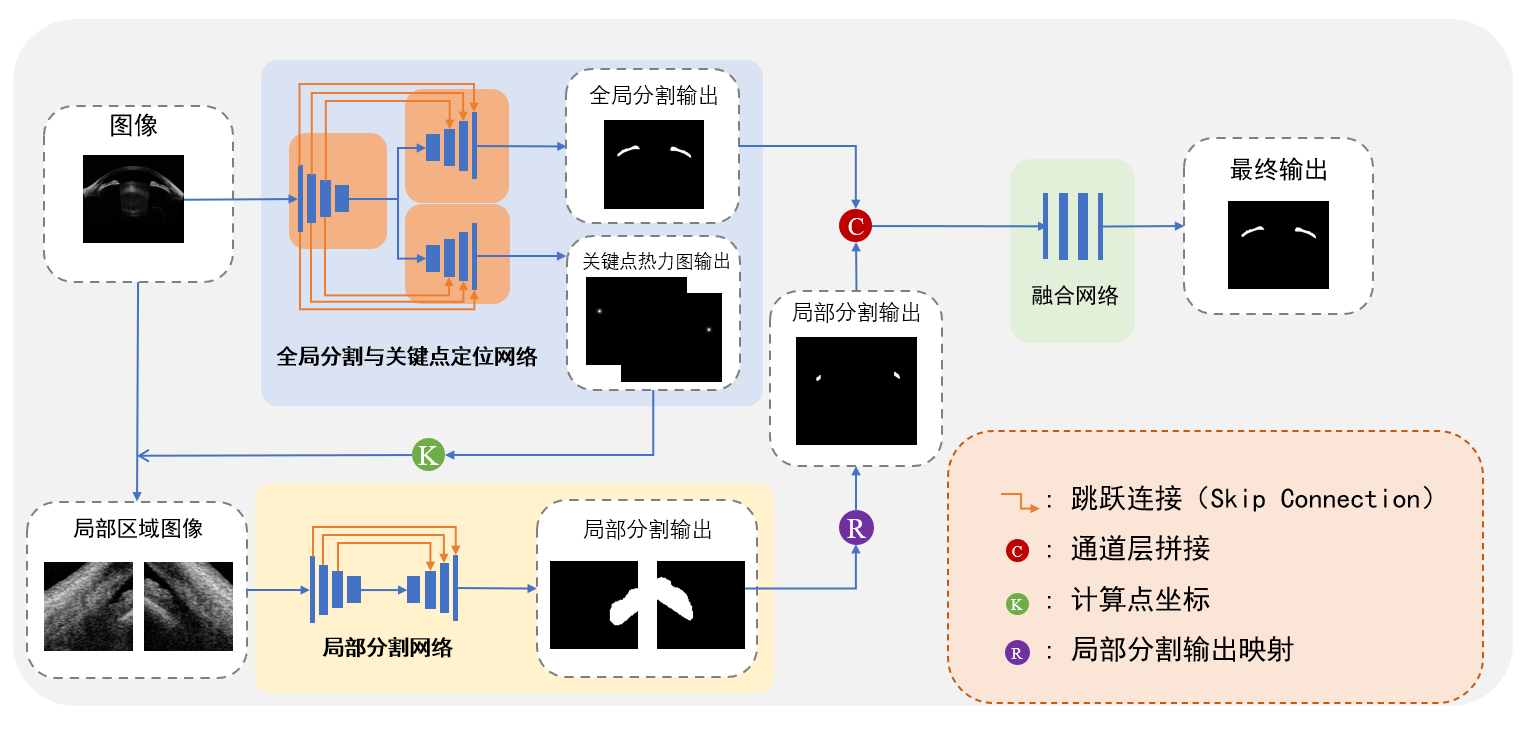 图像
全局分割输出
关键点热力图输出
全局分割与关键点定位网络
C
融合网络
最终输出
局部分割输出
K
局部区域图像
局部分割网络
局部分割输出
R
：跳跃连接（Skip Connection）
C ：通道层拼接
K ：计算点坐标
R ：局部分割输出映射